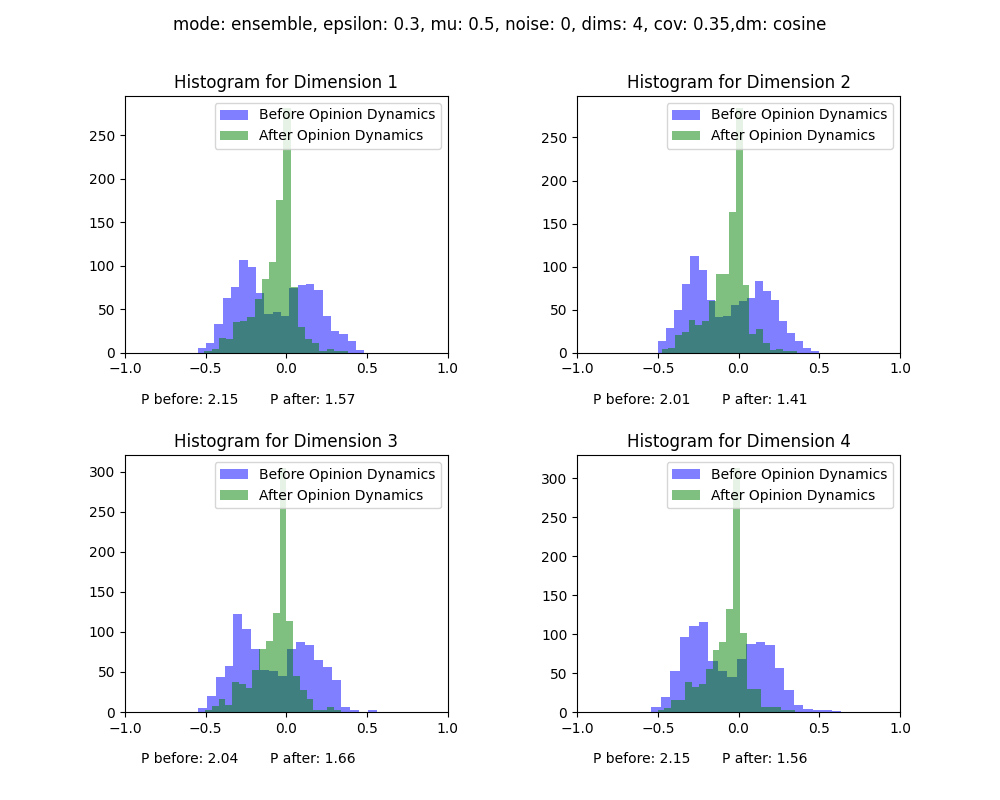 mode: ensemble, epsilon: 0.3, mu: 0.5, noise: 0, dims: 4, cov: 0.35,dm: cosine
Histogram for Dimension 1
Before Opinion Dynamics
After Opinion Dynamics
250
200
150
100
50
0
−1.0 −0.5 0.0 0.5 1.0
P before: 2.15 P after: 1.57
Histogram for Dimension 2
Before Opinion Dynamics
After Opinion Dynamics
250
200
150
100
50
0
−1.0 −0.5 0.0 0.5 1.0
P before: 2.01 P after: 1.41
Histogram for Dimension 3
Before Opinion Dynamics
After Opinion Dynamics
300
250
200
150
100
50
0
−1.0 −0.5 0.0 0.5 1.0
P before: 2.04 P after: 1.66
Histogram for Dimension 4
Before Opinion Dynamics
After Opinion Dynamics
300
250
200
150
100
50
0
−1.0 −0.5 0.0 0.5 1.0
P before: 2.15 P after: 1.56